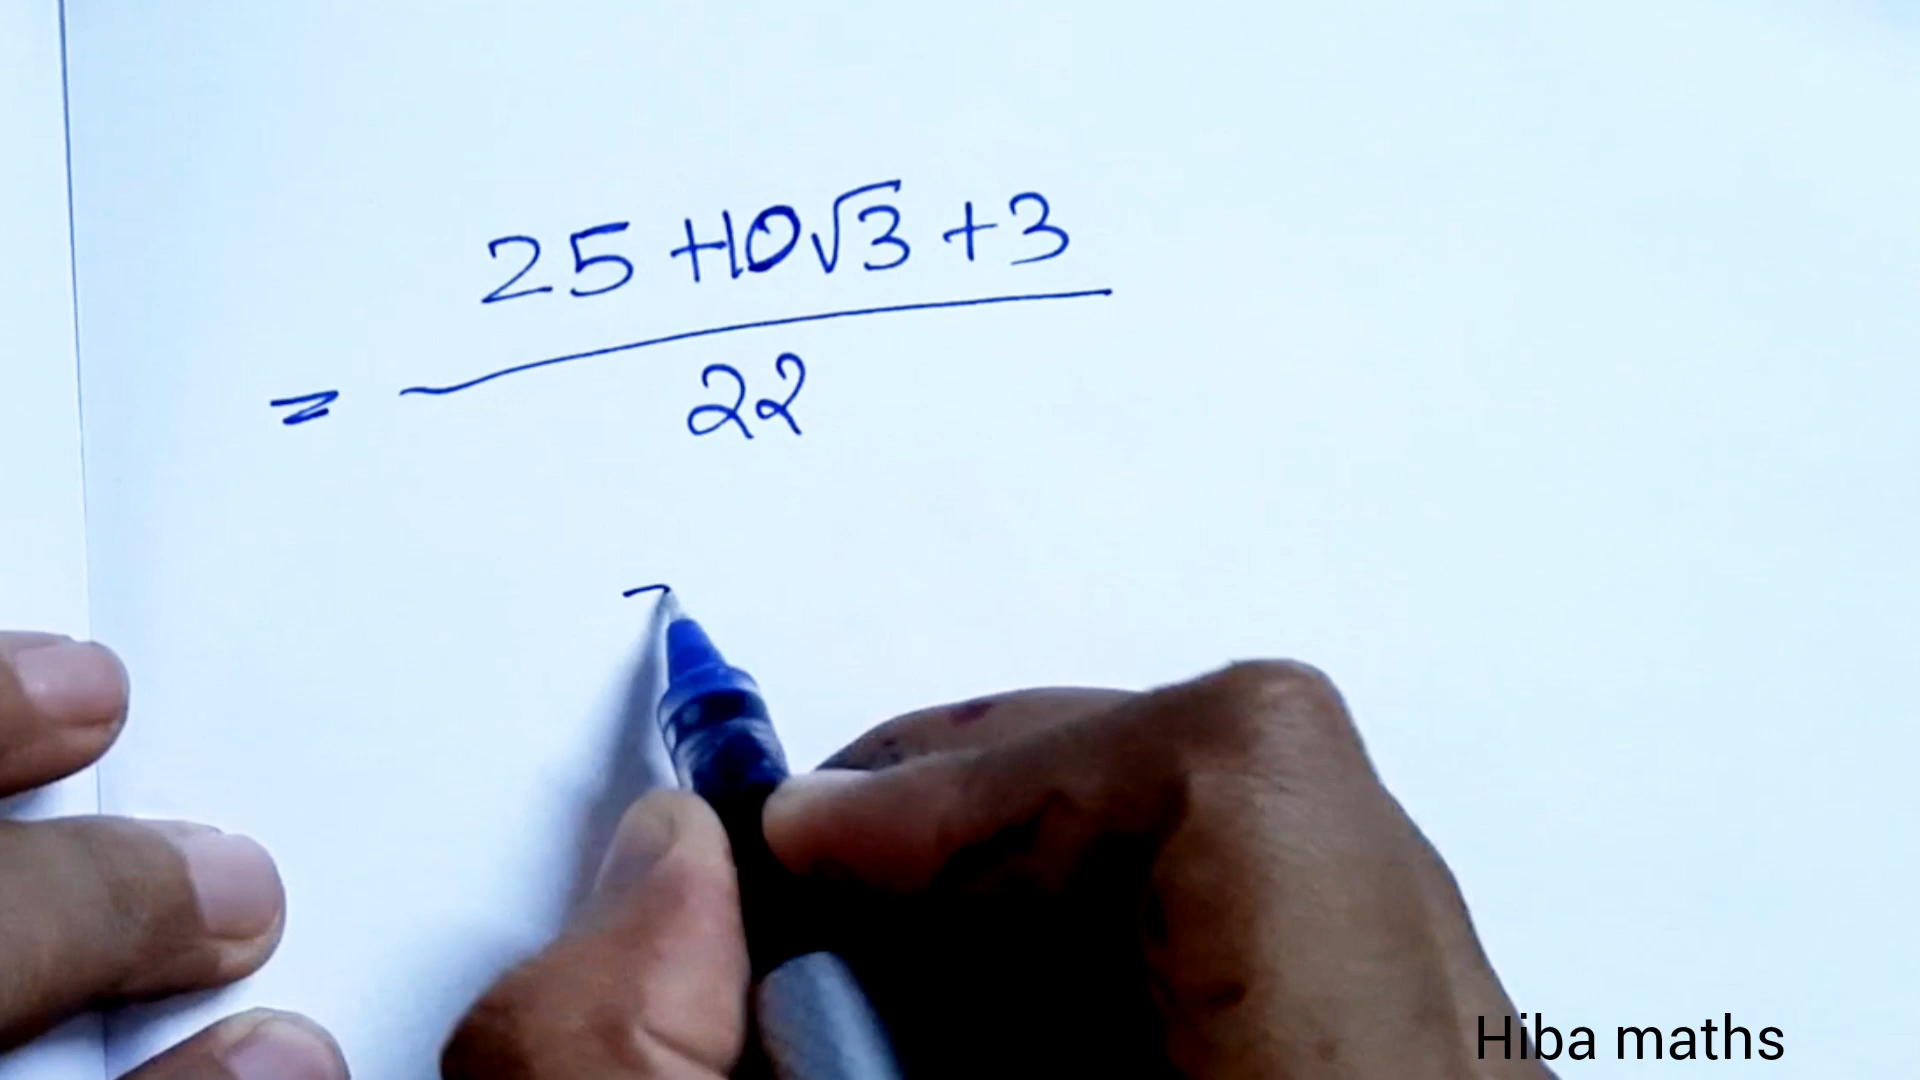 25 + 10√3 + 3
= ―――――――
22
Hiba maths